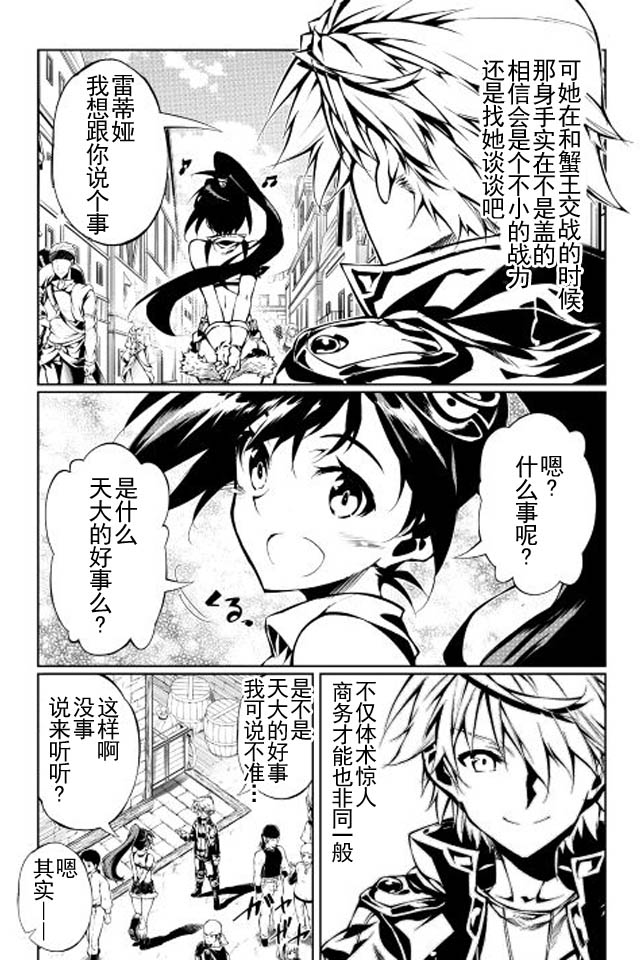 可她在和蟹王交战的时候
那身手实在不是盖的
相信会是个不小的战力
还是找她谈谈吧
雷蒂娅
我想跟你说个事
嗯?
什么事呢?
是什么
天大的好事么?
くる、
不仅体术惊人
商务才能也非同一般
是不是
天大的好事
我可说不准…
ガヤ
ガヤ
这样啊
没事
说来听听?
嗯
其实——